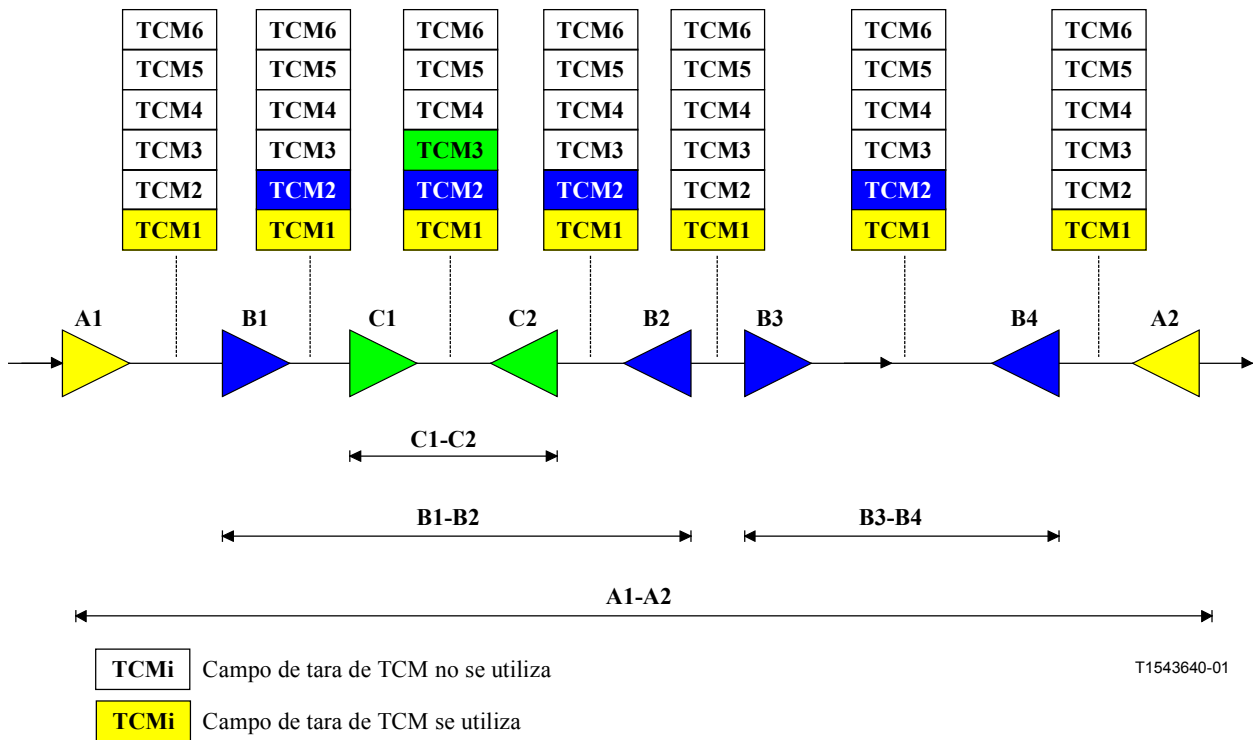 TCM6 TCM6 TCM6 TCM6 TCM6 TCM6 TCM6
TCM5 TCM5 TCM5 TCM5 TCM5 TCM5 TCM5
TCM4 TCM4 TCM4 TCM4 TCM4 TCM4 TCM4
TCM3 TCM3 TCM3 TCM3 TCM3 TCM3 TCM3
TCM2 TCM2 TCM2 TCM2 TCM2 TCM2 TCM2
TCM1 TCM1 TCM1 TCM1 TCM1 TCM1 TCM1
A1 B1 C1 C2 B2 B3 B4 A2
C1-C2
B1-B2 B3-B4
A1-A2
TCMi Campo de tara de TCM no se utiliza T1543640-01
TCMi Campo de tara de TCM se utiliza